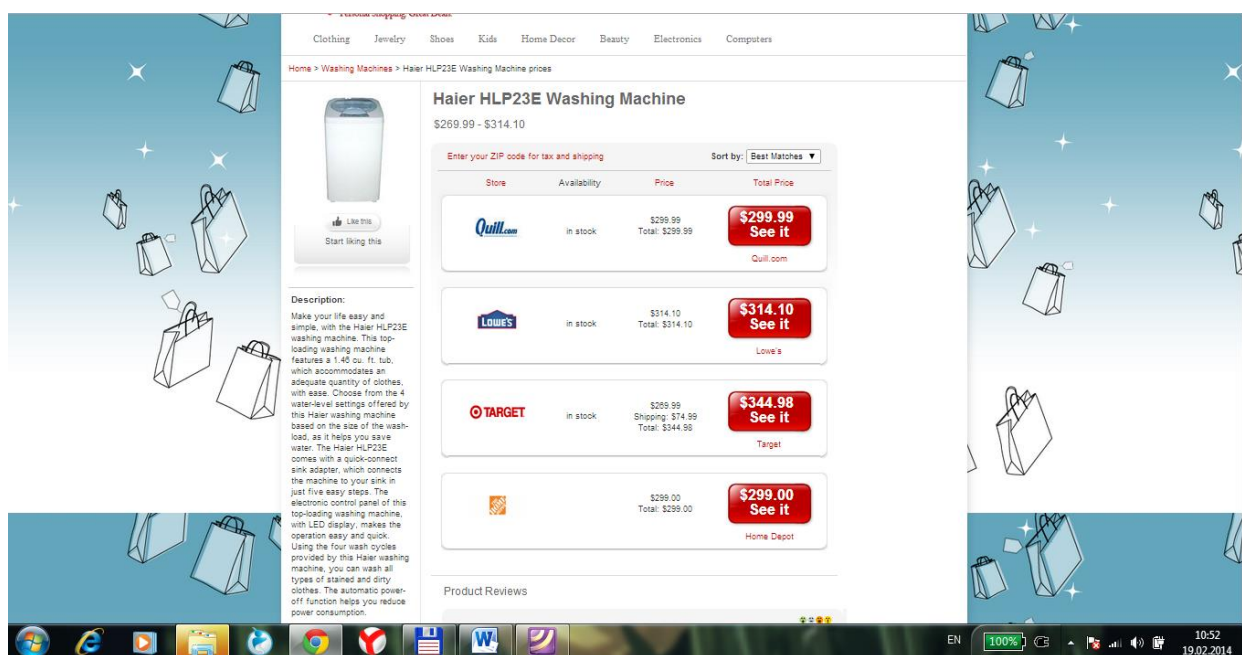 Personal Shopping, Great Deals
Clothing Jewelry Shoes Kids Home Decor Beauty Electronics Computers
Home > Washing Machines > Haier HLP23E Washing Machine prices
Haier HLP23E Washing Machine
$269.99 - $314.10
Enter your ZIP code for tax and shipping
Sort by: Best Matches ▼
Store Availability Price Total Price
Quill.com
in stock
$299.99
Total: $299.99
$299.99
See it
Quill.com
Like this
Start liking this
LOWE'S
in stock
$314.10
Total: $314.10
$314.10
See it
Lowe's
TARGET
in stock
$269.99
Shipping: $74.99
Total: $344.98
$344.98
See it
Target
$299.00
Total: $299.00
$299.00
See it
Home Depot
Description:
Make your life easy and
simple, with the Haier HLP23E
washing machine. This top-
loading washing machine
features a 1.46 cu. ft. tub,
which accommodates an
adequate quantity of clothes,
with ease. Choose from the 4
water-level settings offered by
this Haier washing machine
based on the size of the wash-
load, as it helps you save
water. The Haier HLP23E
comes with a quick-connect
sink adapter, which connects
the machine to your sink in
just five easy steps. The
electronic control panel of this
top-loading washing machine,
with LED display, makes the
operation easy and quick.
Using the four wash cycles
provided by this Haier washing
machine, you can wash all
types of stained and dirty
clothes. The automatic power-
off function helps you reduce
power consumption.
Product Reviews
EN 100% 10:52
19.02.2014